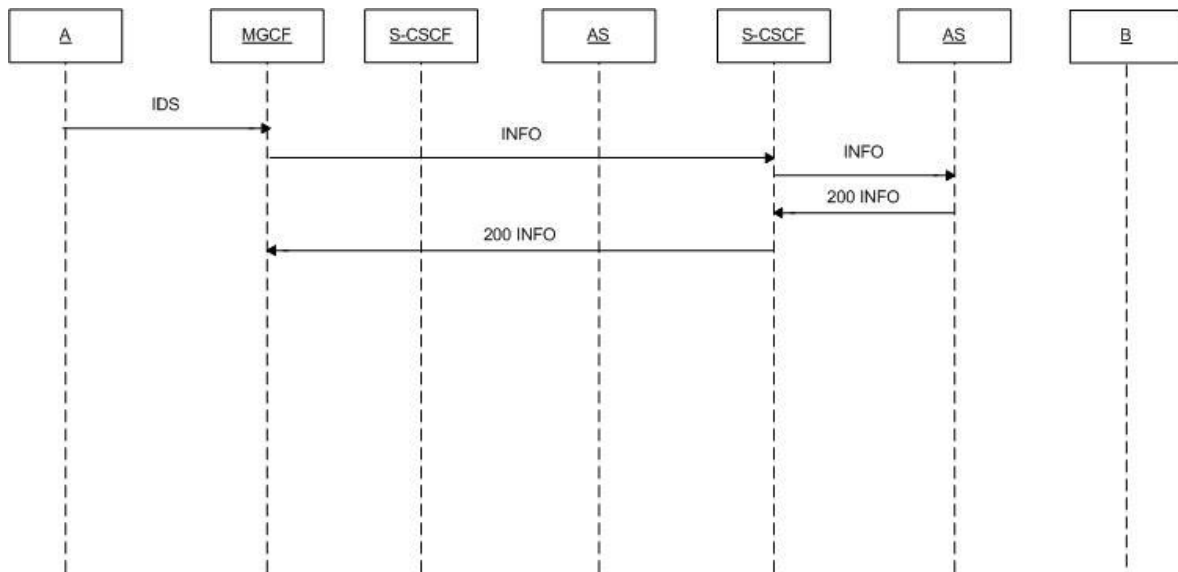 A
MGCF
S-CSCF
AS
S-CSCF
AS
B
IDS
INFO
INFO
200 INFO
200 INFO